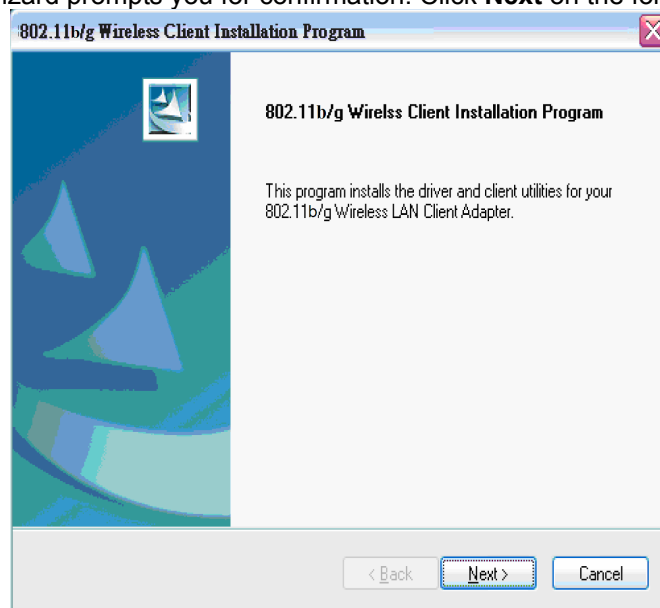 zard prompts you for confirmation. Click Next on the fol
802.11b/g Wireless Client Installation Program
802.11b/g Wirelss Client Installation Program
This program installs the driver and client utilities for your
802.11b/g Wireless LAN Client Adapter.
< Back Next > Cancel